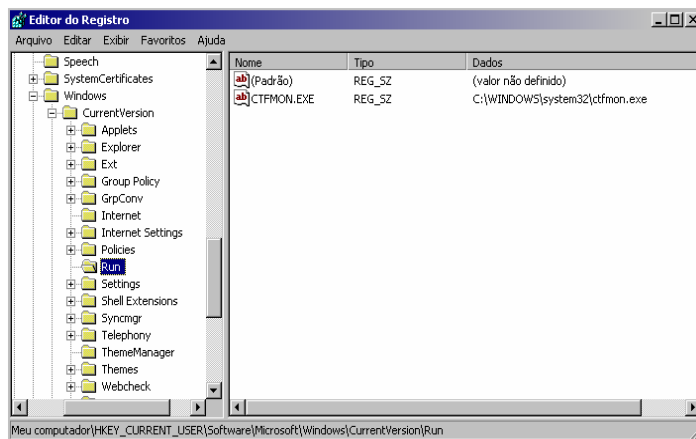 Editor do Registro
Arquivo Editar Exibir Favoritos Ajuda
Speech
SystemCertificates
Windows
CurrentVersion
Applets
Explorer
Ext
Group Policy
GrpConv
Internet
Internet Settings
Policies
Run
Settings
Shell Extensions
Syncmgr
Telephony
ThemeManager
Themes
Webcheck
Nome Tipo Dados
ab (Padrão) REG_SZ (valor não definido)
ab CTFMON.EXE REG_SZ C:\WINDOWS\system32\ctfmon.exe
Meu computador\HKEY_CURRENT_USER\Software\Microsoft\Windows\CurrentVersion\Run